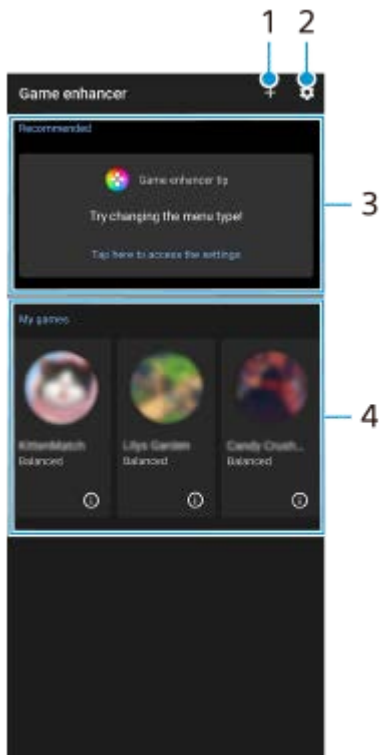 1 2
Game enhancer
Recommended
Game enhancer tip
Try changing the menu type!
Tap here to access the settings
3
My games
KittenMatch Lilys Garden Candy Crush...
Balanced Balanced Balanced
4